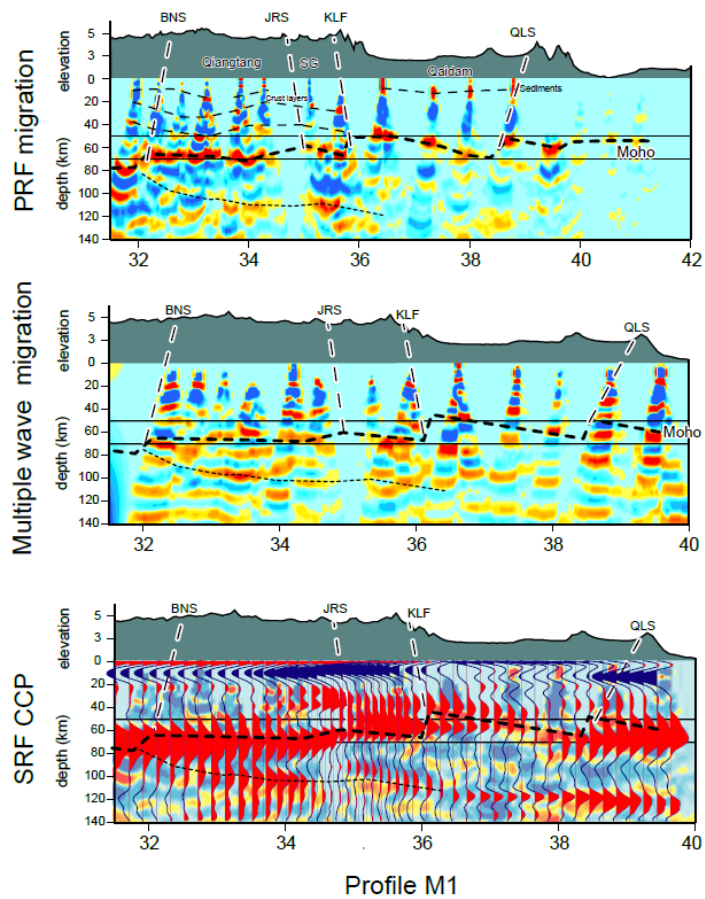 BNS JRS KLF QLS
elevation
5
3
0
Qiangtang SG Qaidam
Crust layers Sediments
PRF migration
depth (km)
20
40
60
80
100
120
140
Moho
32 34 36 38 40 42
BNS JRS KLF QLS
elevation
5
3
0
Multiple wave migration
depth (km)
20
40
60
80
100
120
140
Moho
32 34 36 38 40
BNS JRS KLF QLS
elevation
5
3
0
SRF CCP
depth (km)
20
40
60
80
100
120
140
32 34 36 38 40
Profile M1